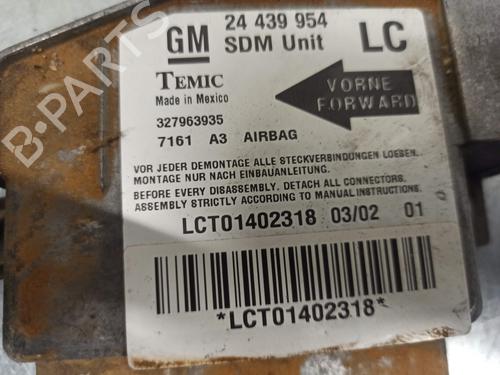 GM 24 439 954 LC
SDM Unit
TEMIC
Made in Mexico
VORNE
FORWARD
327963935
7161 A3 AIRBAG
VOR JEDER DEMONTAGE ALLE STECKVERBINDUNGEN LOESEN.
MONTAGE NUR NACH EINBAUANLEITUNG.
BEFORE EVERY DISASSEMBLY, DETACH ALL CONNECTORS.
ASSEMBLY STRICTLY ACCORDING TO MANUAL INSTRUCTIONS.
LCT01402318 03/02 01
*LCT01402318*